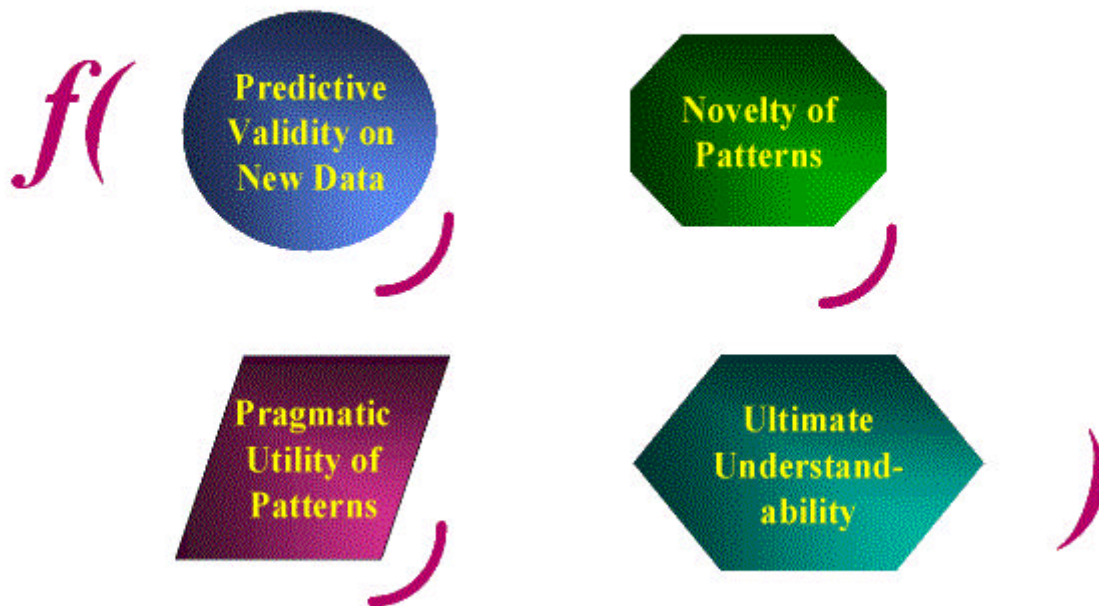 f(
Predictive
Validity on
New Data
,
Novelty of
Patterns
,
Pragmatic
Utility of
Patterns
,
Ultimate
Understand-
ability
)